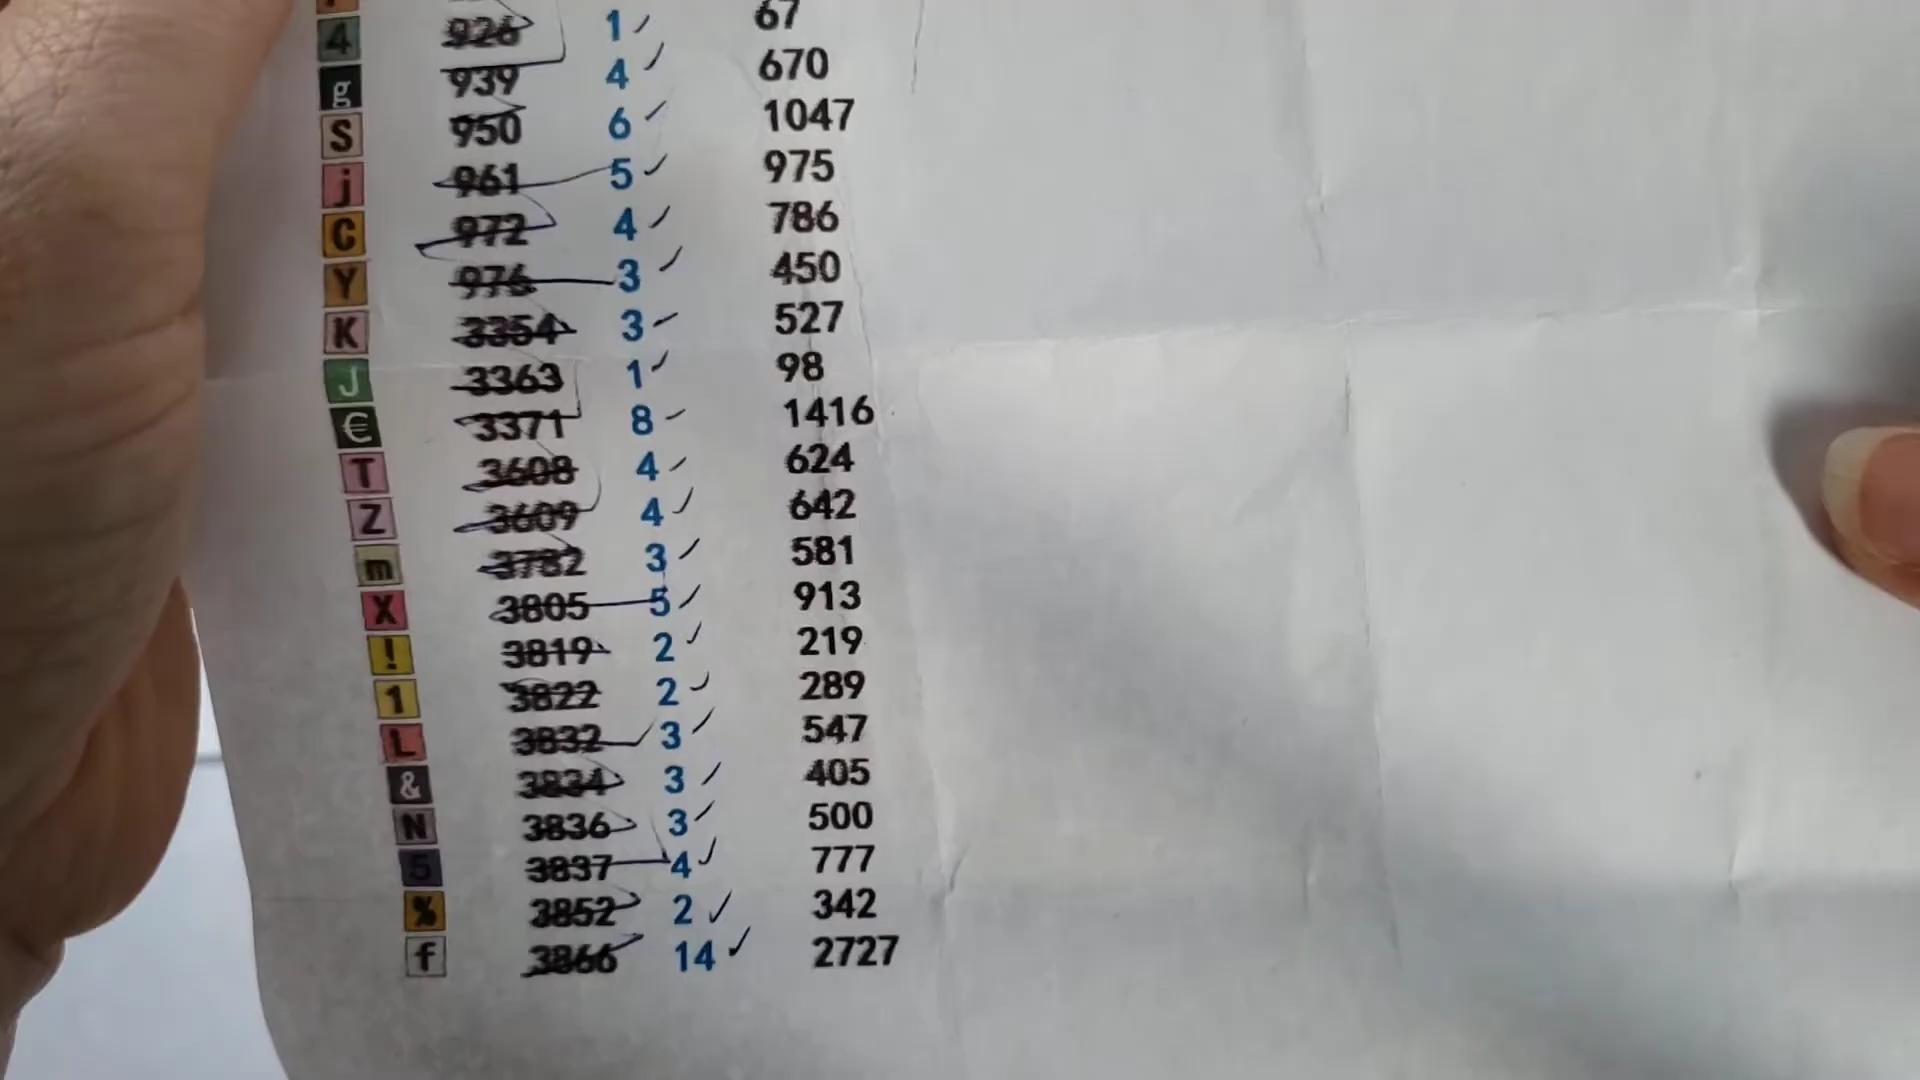 4 926 1 67
g 939 4 670
S 950 6 1047
j 961 5 975
C 972 4 786
Y 976 3 450
K 3354 3 527
J 3363 1 98
€ 3371 8 1416
T 3608 4 624
Z 3609 4 642
m 3782 3 581
X 3805 5 913
! 3819 2 219
1 3822 2 289
L 3832 3 547
& 3834 3 405
N 3836 3 500
5 3837 4 777
% 3852 2 342
f 3866 14 2727